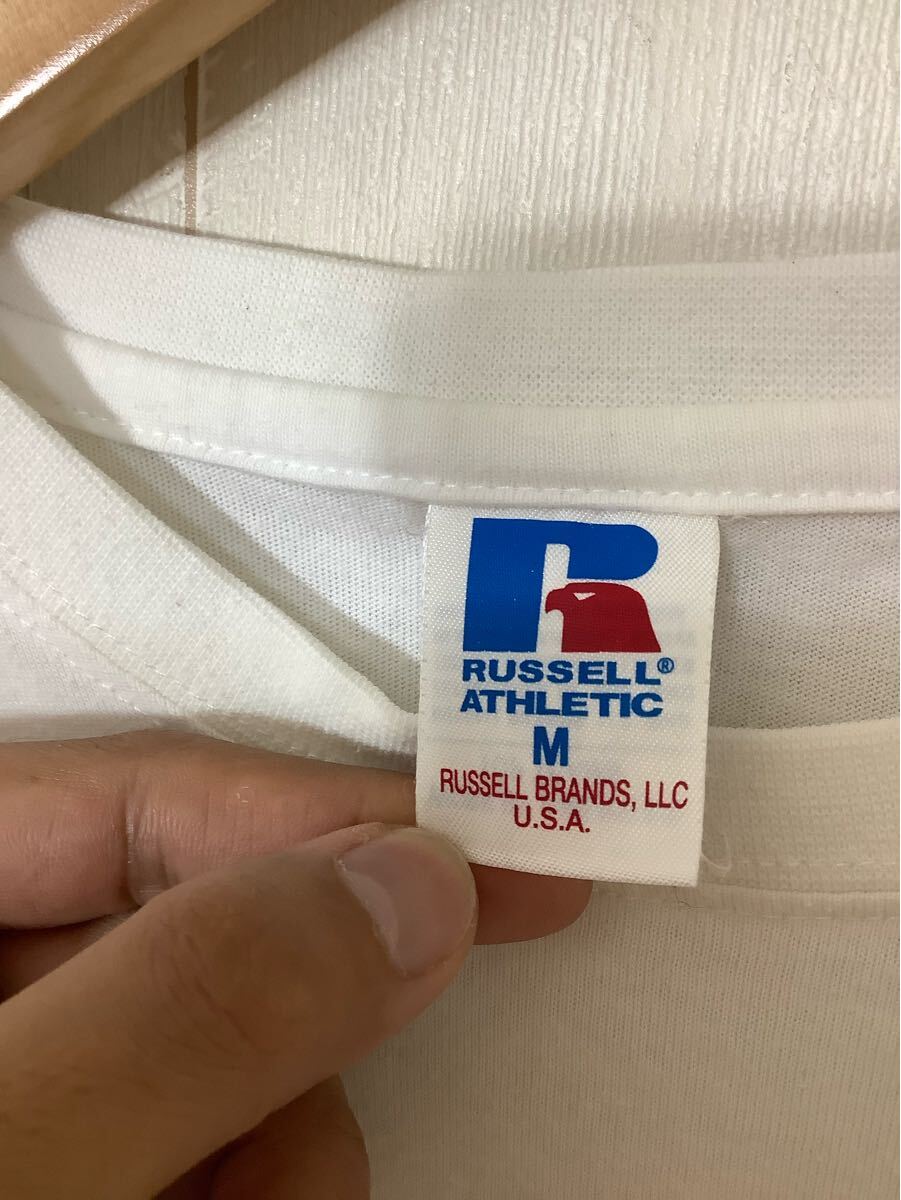 R
RUSSELL®
ATHLETIC
M
RUSSELL BRANDS, LLC
U.S.A.